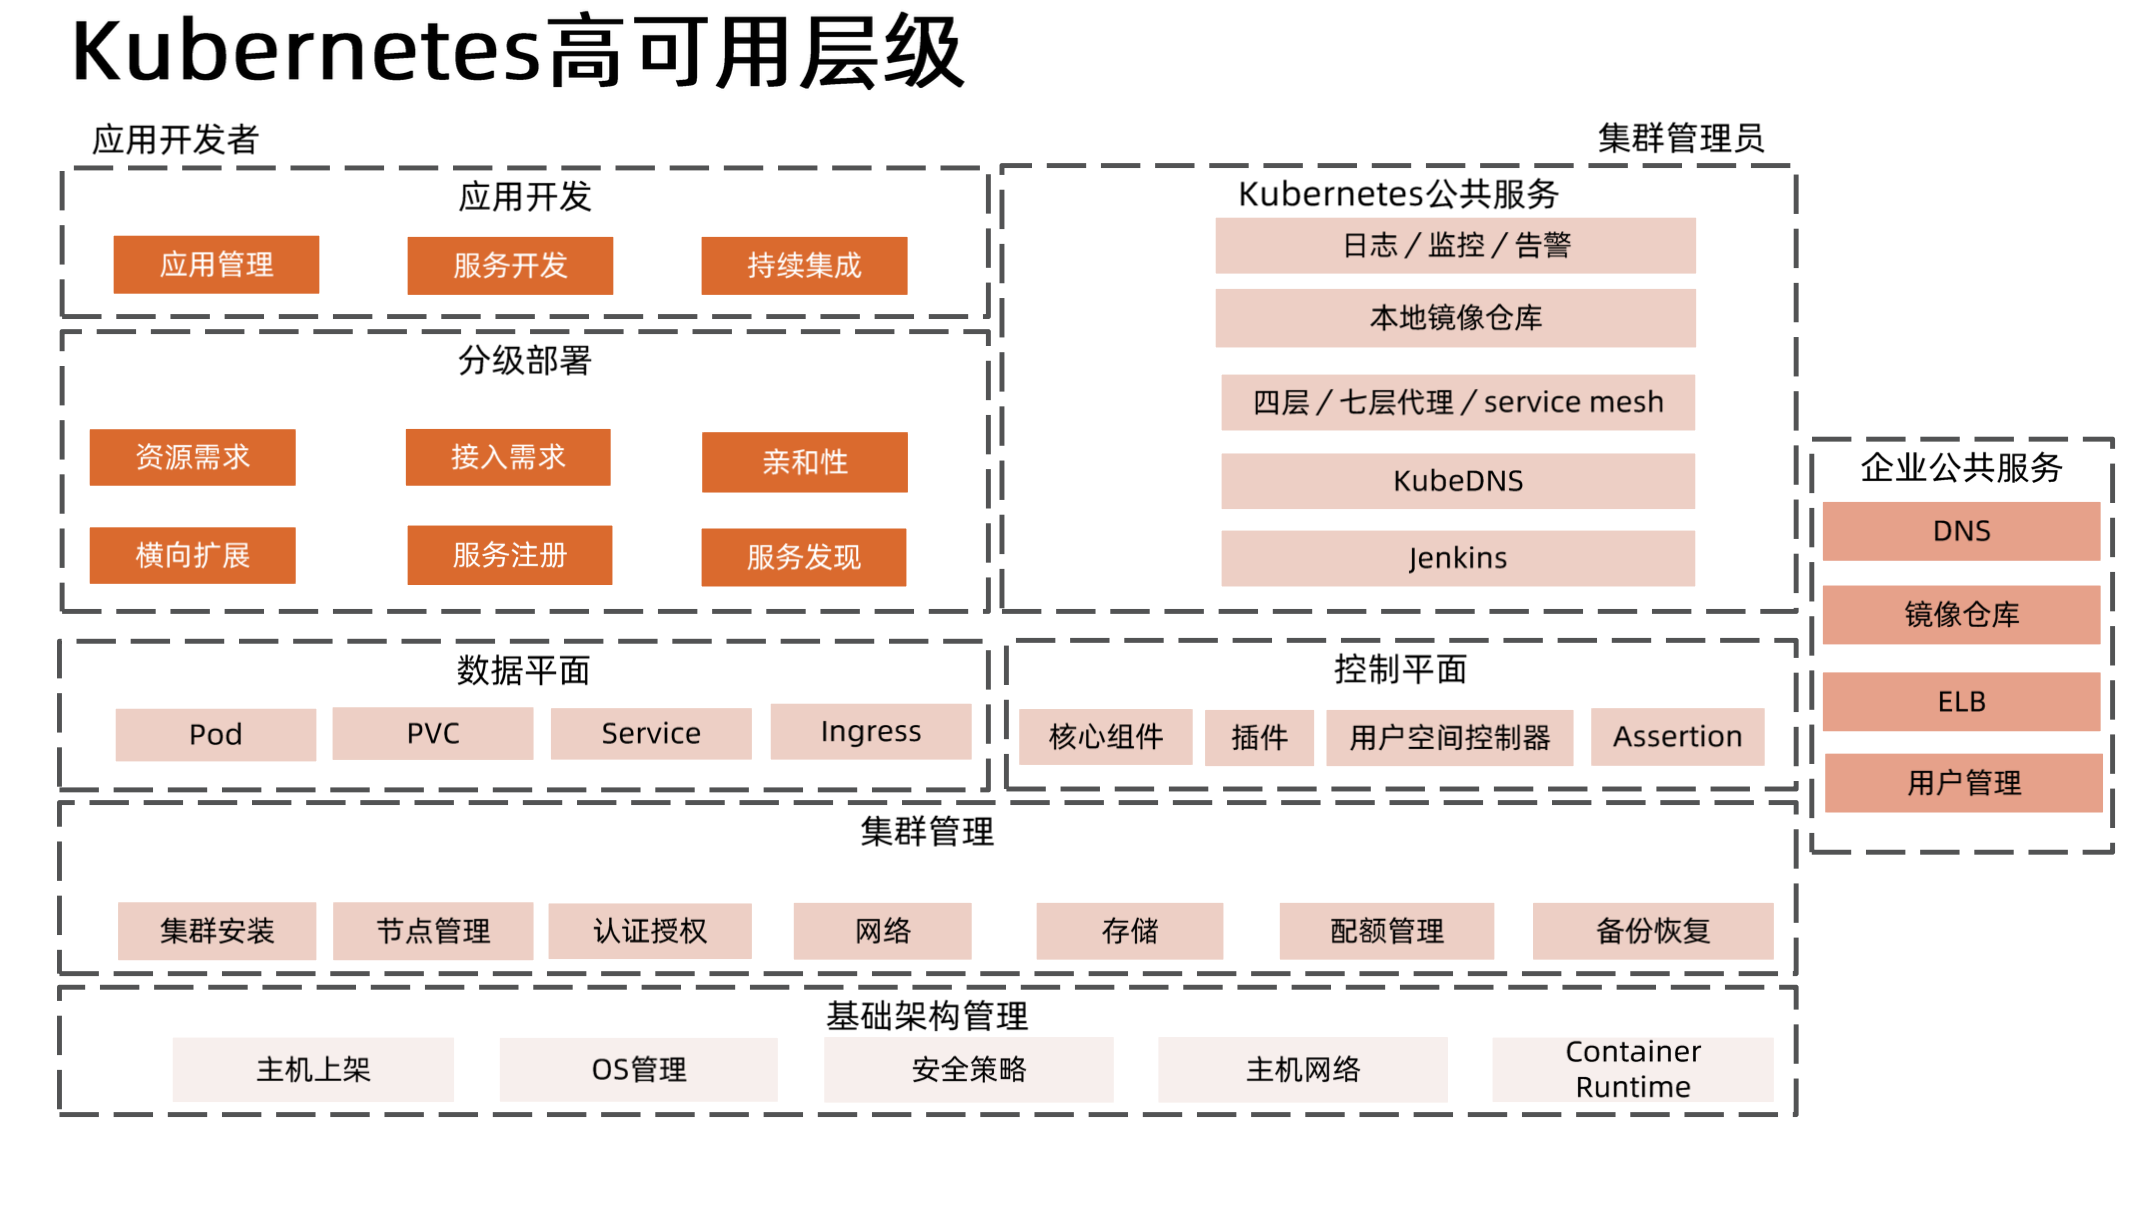 Kubernetes高可用层级
应用开发者
集群管理员
应用开发
应用管理
服务开发
持续集成
分级部署
资源需求
接入需求
亲和性
横向扩展
服务注册
服务发现
Kubernetes公共服务
日志/监控/告警
本地镜像仓库
四层/七层代理/service mesh
KubeDNS
Jenkins
企业公共服务
DNS
镜像仓库
ELB
用户管理
数据平面
Pod
PVC
Service
Ingress
控制平面
核心组件
插件
用户空间控制器
Assertion
集群管理
集群安装
节点管理
认证授权
网络
存储
配额管理
备份恢复
基础架构管理
主机上架
OS管理
安全策略
主机网络
Container
Runtime